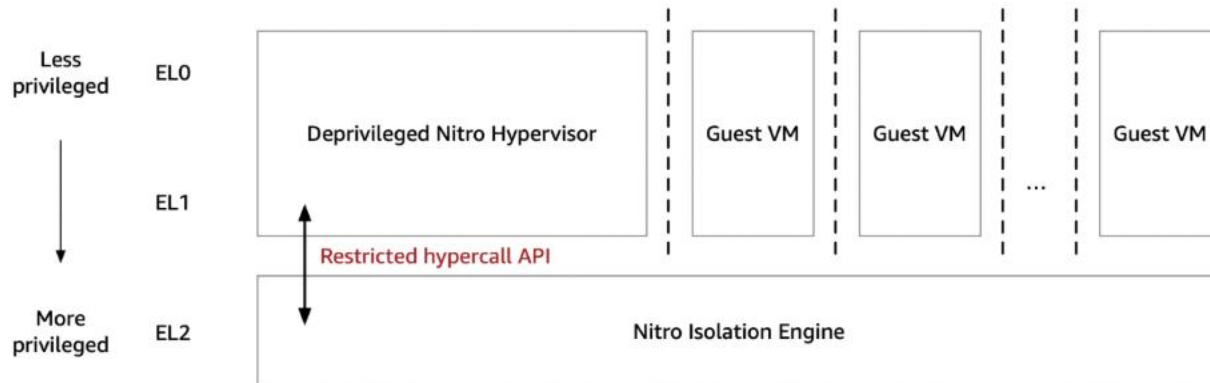 Less
privileged
EL0
Deprivileged Nitro Hypervisor
Guest VM
Guest VM
Guest VM
...
EL1
Restricted hypercall API
More
privileged
EL2
Nitro Isolation Engine